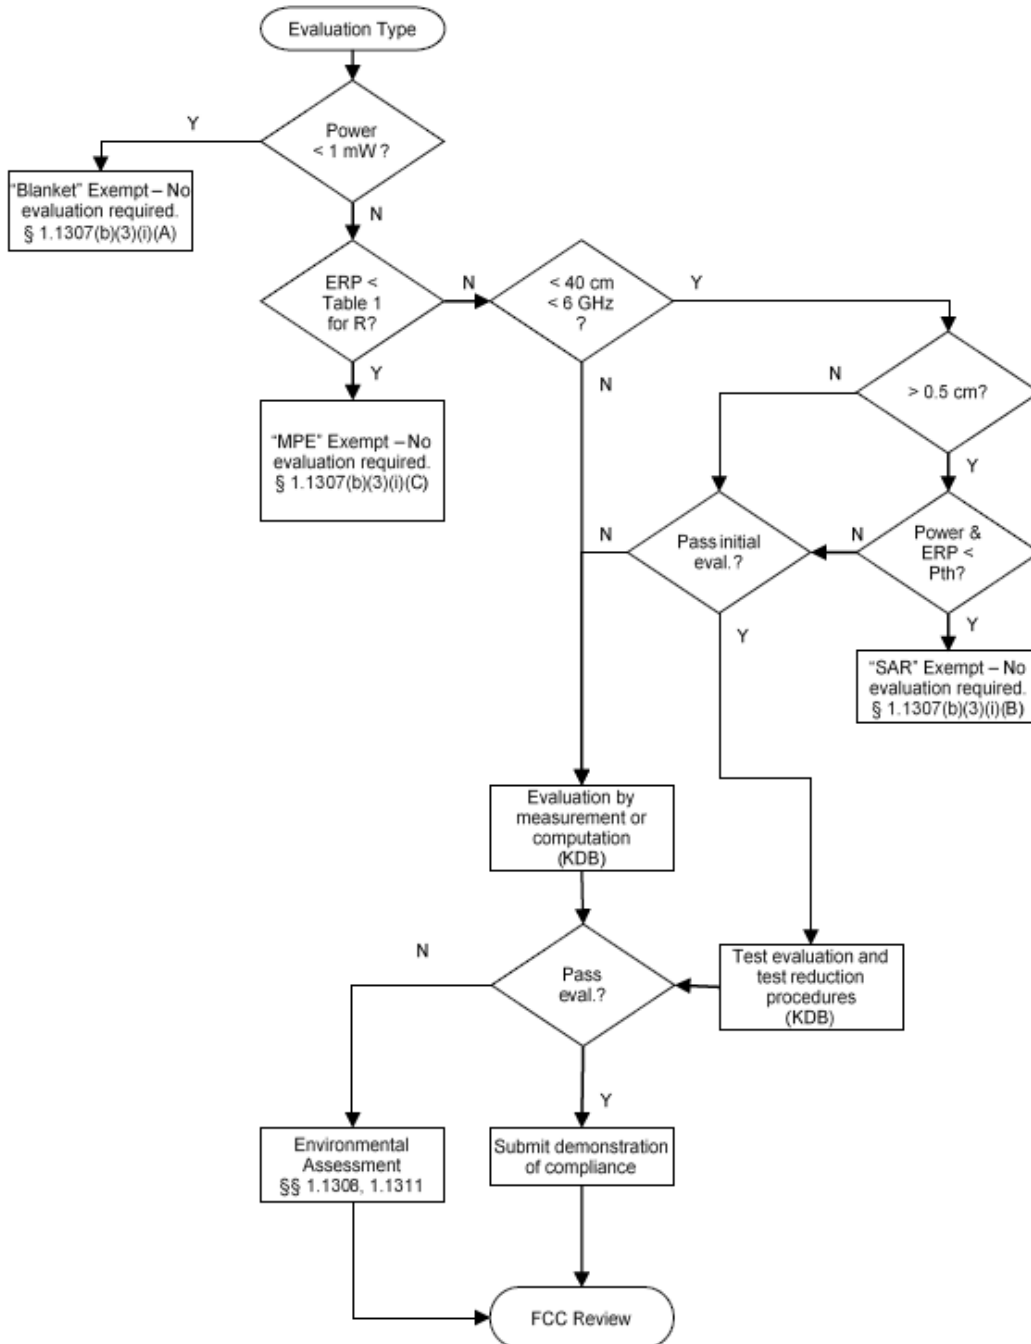 Evaluation Type
Power
< 1 mW ?
Y
N
"Blanket" Exempt – No
evaluation required.
§ 1.1307(b)(3)(i)(A)
ERP <
Table 1
for R?
N
Y
< 40 cm
< 6 GHz
?
Y
N
"MPE" Exempt – No
evaluation required.
§ 1.1307(b)(3)(i)(C)
> 0.5 cm?
N
Y
Pass initial
eval.?
N
Y
Power &
ERP <
Pth?
N
Y
"SAR" Exempt – No
evaluation required.
§ 1.1307(b)(3)(i)(B)
Evaluation by
measurement or
computation
(KDB)
Test evaluation and
test reduction
procedures
(KDB)
Pass
eval.?
N
Y
Environmental
Assessment
§§ 1.1308, 1.1311
Submit demonstration
of compliance
FCC Review